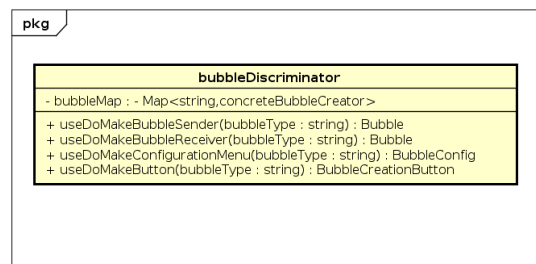 pkg
bubbleDiscriminator
- bubbleMap : - Map<string,concreteBubbleCreator>
+ useDoMakeBubbleSender(bubbleType : string) : Bubble
+ useDoMakeBubbleReceiver(bubbleType : string) : Bubble
+ useDoMakeConfigurationMenu(bubbleType : string) : BubbleConfig
+ useDoMakeButton(bubbleType : string) : BubbleCreationButton